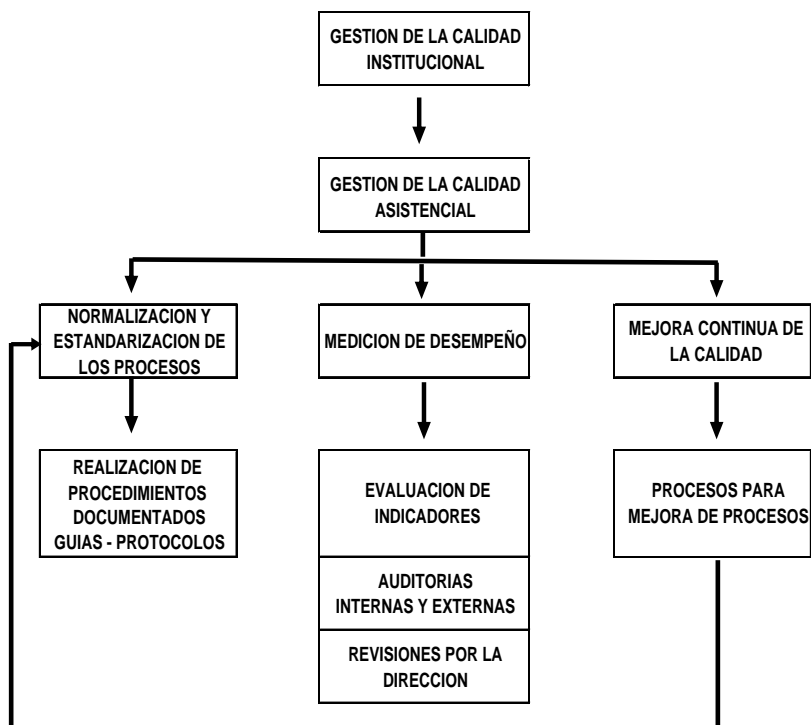 GESTION DE LA CALIDAD
INSTITUCIONAL
GESTION DE LA CALIDAD
ASISTENCIAL
NORMALIZACION Y
ESTANDARIZACION DE
LOS PROCESOS
MEDICION DE DESEMPEÑO
MEJORA CONTINUA DE
LA CALIDAD
REALIZACION DE
PROCEDIMIENTOS
DOCUMENTADOS
GUIAS - PROTOCOLOS
EVALUACION DE
INDICADORES
AUDITORIAS
INTERNAS Y EXTERNAS
REVISIONES POR LA
DIRECCION
PROCESOS PARA
MEJORA DE PROCESOS